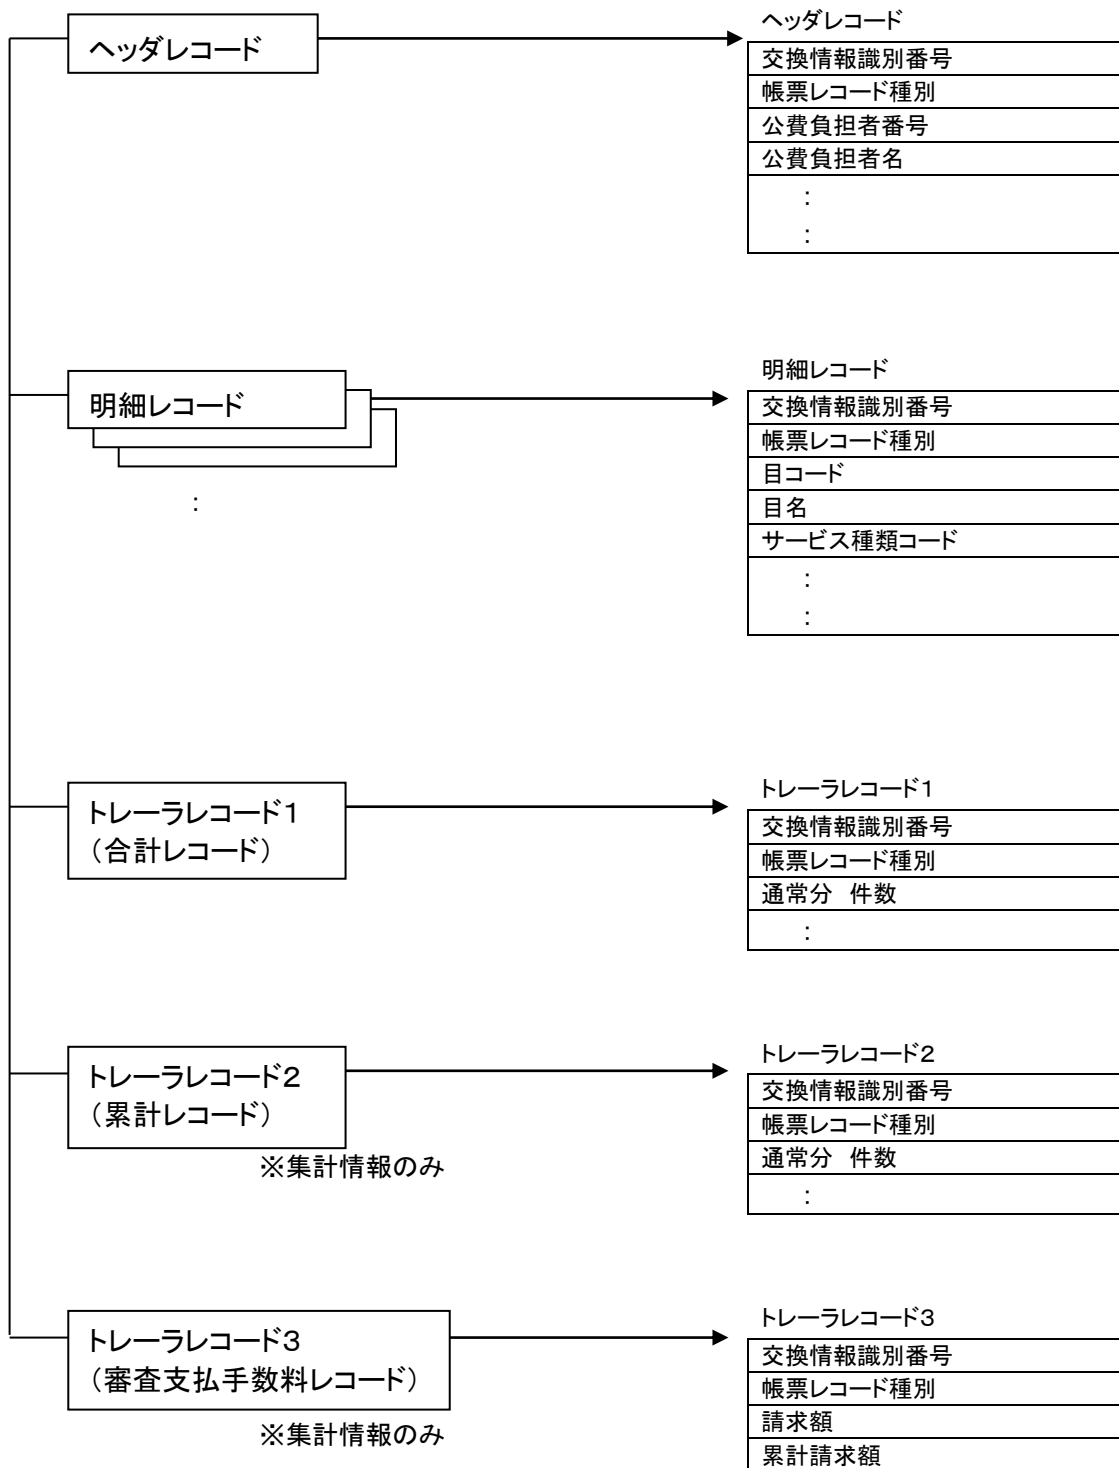 ヘッダレコード
ヘッダレコード
交換情報識別番号
帳票レコード種別
公費負担者番号
公費負担者名
:
:
明細レコード
:
明細レコード
交換情報識別番号
帳票レコード種別
目コード
目名
サービス種類コード
:
:
トレーラレコード1
(合計レコード)
トレーラレコード1
交換情報識別番号
帳票レコード種別
通常分 件数
:
トレーラレコード2
(累計レコード)
※集計情報のみ
トレーラレコード2
交換情報識別番号
帳票レコード種別
通常分 件数
:
トレーラレコード3
(審査支払手数料レコード)
※集計情報のみ
トレーラレコード3
交換情報識別番号
帳票レコード種別
請求額
累計請求額